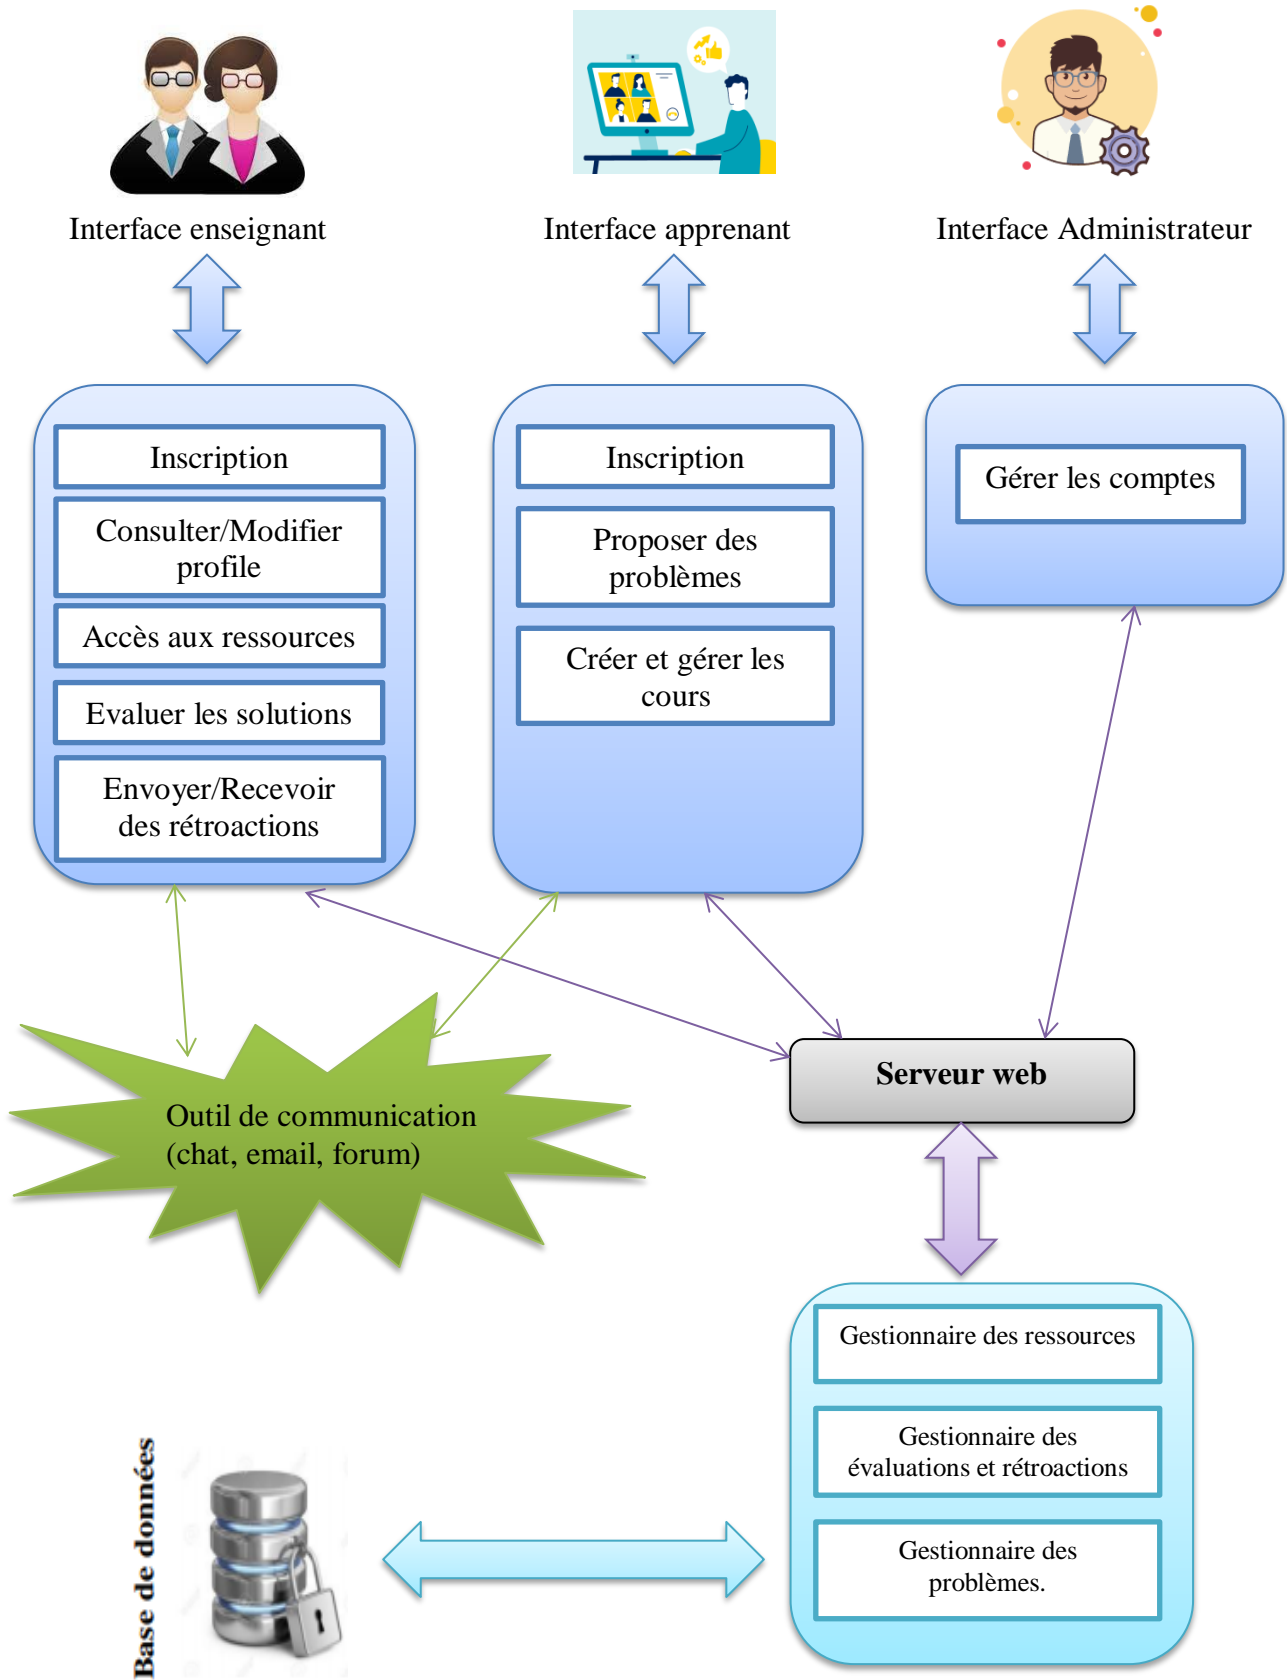 Interface enseignant
Interface apprenant
Interface Administrateur
Inscription
Consulter/Modifier
profile
Accès aux ressources
Evaluer les solutions
Envoyer/Recevoir
des rétroactions
Inscription
Proposer des
problèmes
Créer et gérer les
cours
Gérer les comptes
Outil de communication
(chat, email, forum)
Serveur web
Gestionnaire des ressources
Gestionnaire des
évaluations et rétroactions
Gestionnaire des
problèmes.
Base de données